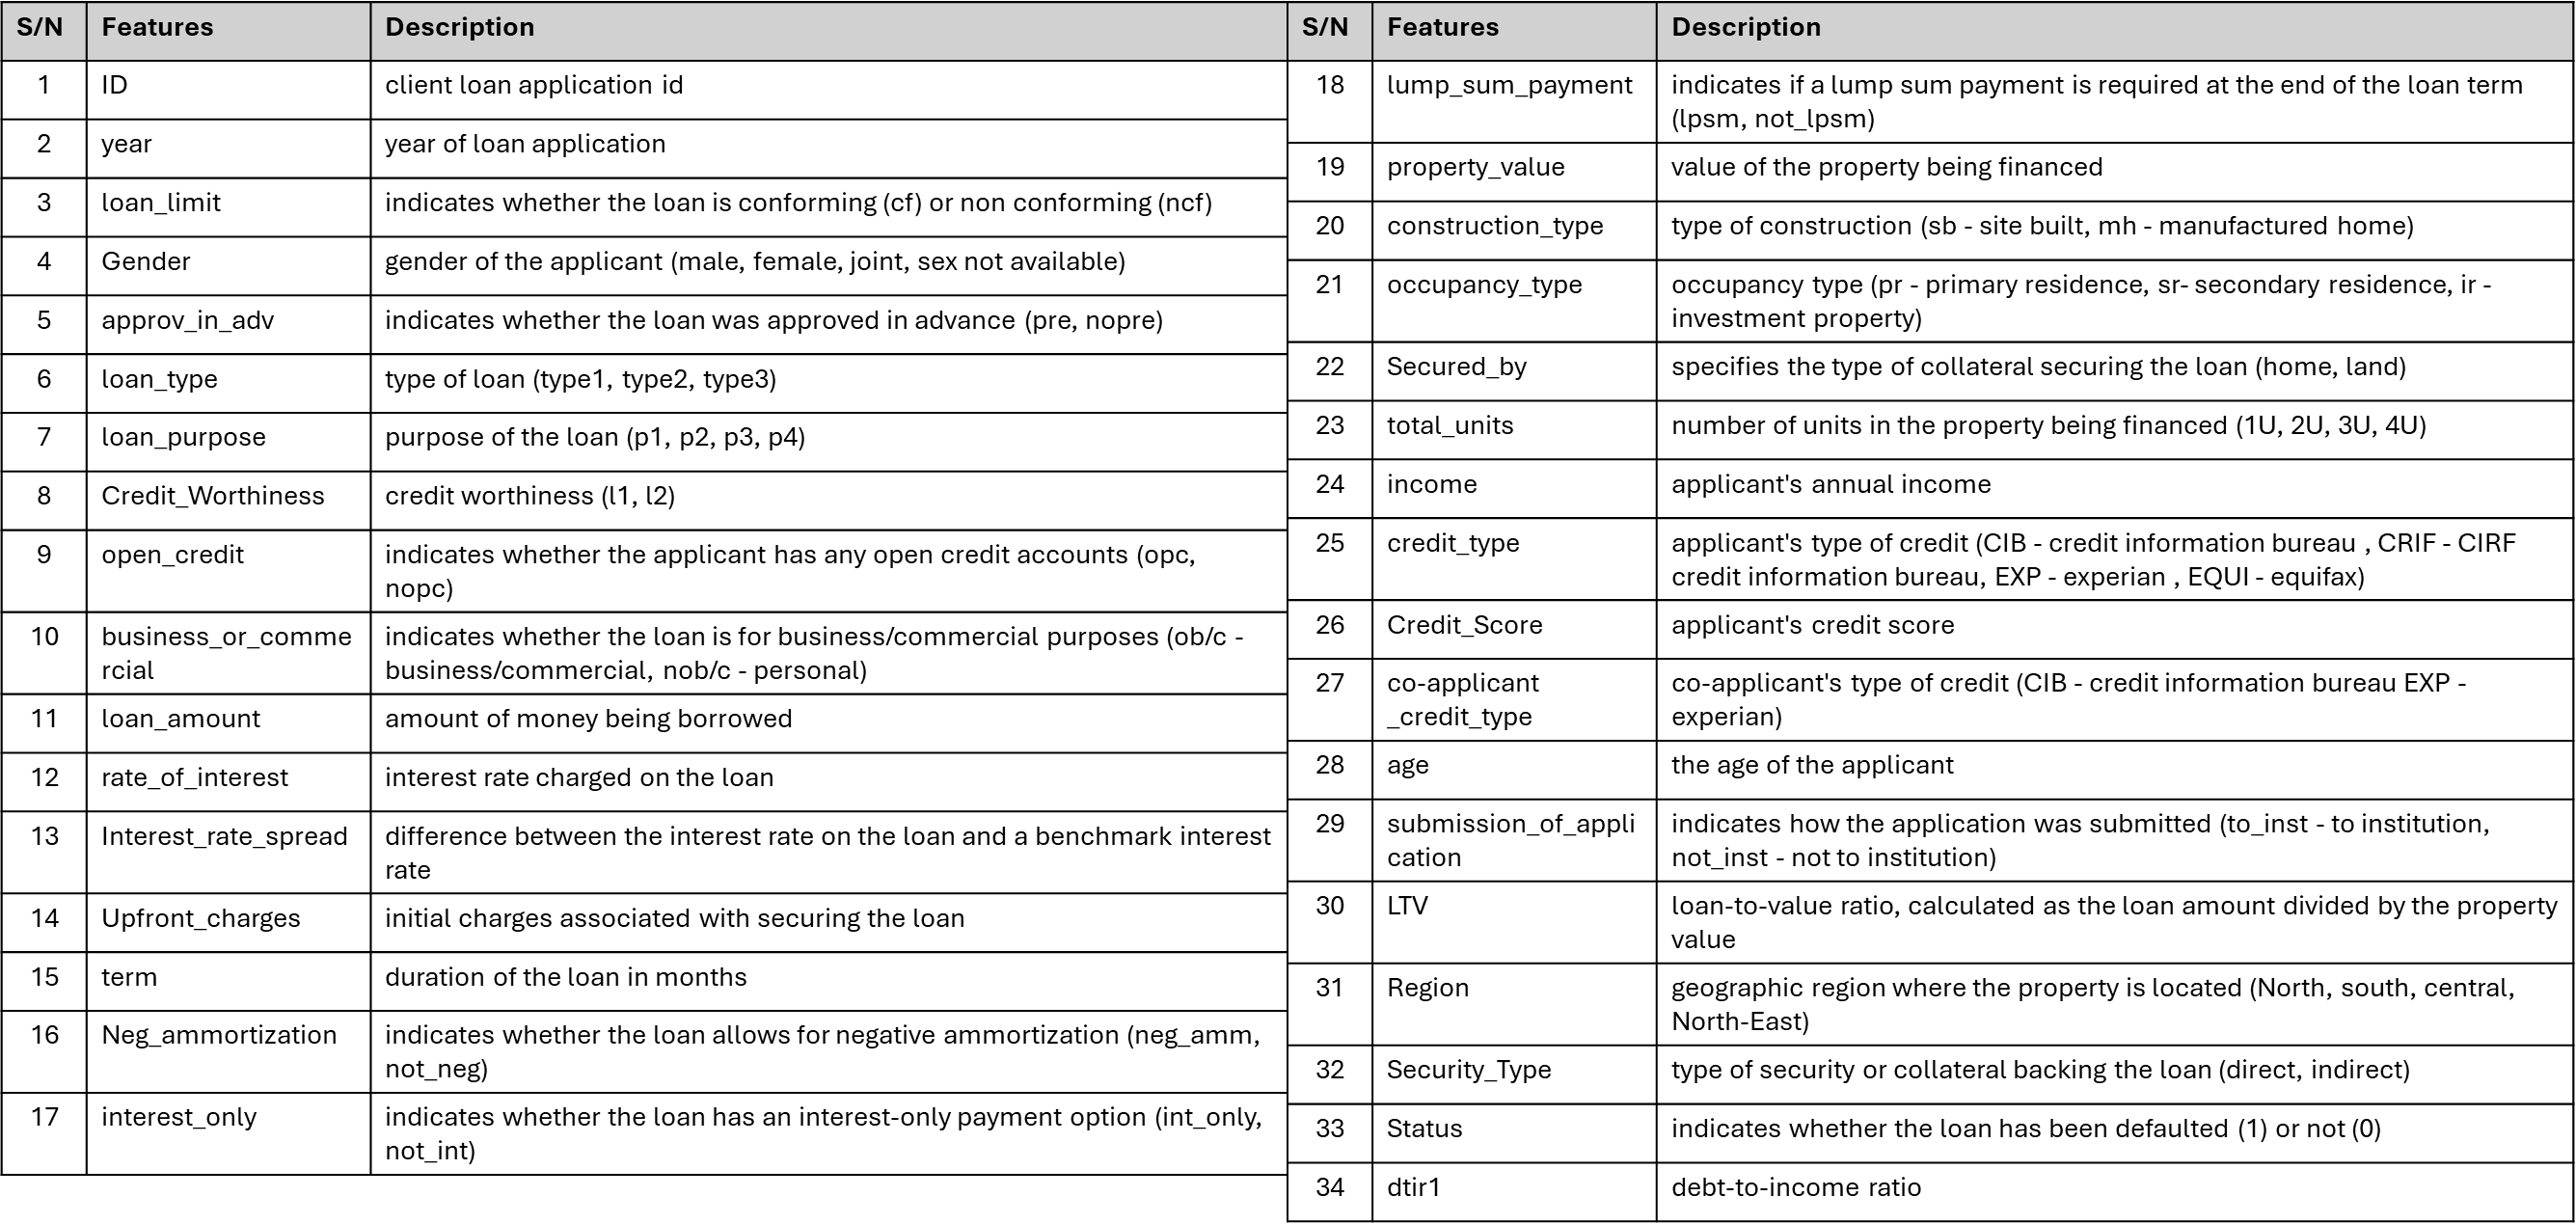 S/N Features Description
1 ID client loan application id
2 year year of loan application
3 loan_limit indicates whether the loan is conforming (cf) or non conforming (ncf)
4 Gender gender of the applicant (male, female, joint, sex not available)
5 approv_in_adv indicates whether the loan was approved in advance (pre, nopre)
6 loan_type type of loan (type1, type2, type3)
7 loan_purpose purpose of the loan (p1, p2, p3, p4)
8 Credit_Worthiness credit worthiness (l1, l2)
9 open_credit indicates whether the applicant has any open credit accounts (opc,
nopc)
10 business_or_comme indicates whether the loan is for business/commercial purposes (ob/c -
rcial business/commercial, nob/c - personal)
11 loan_amount amount of money being borrowed
12 rate_of_interest interest rate charged on the loan
13 Interest_rate_spread difference between the interest rate on the loan and a benchmark interest
rate
14 Upfront_charges initial charges associated with securing the loan
15 term duration of the loan in months
16 Neg_ammortization indicates whether the loan allows for negative ammortization (neg_amm,
not_neg)
17 interest_only indicates whether the loan has an interest-only payment option (int_only,
not_int)
S/N Features Description
18 lump_sum_payment indicates if a lump sum payment is required at the end of the loan term
(lpsm, not_lpsm)
19 property_value value of the property being financed
20 construction_type type of construction (sb - site built, mh - manufactured home)
21 occupancy_type occupancy type (pr - primary residence, sr- secondary residence, ir -
investment property)
22 Secured_by specifies the type of collateral securing the loan (home, land)
23 total_units number of units in the property being financed (1U, 2U, 3U, 4U)
24 income applicant's annual income
25 credit_type applicant's type of credit (CIB - credit information bureau , CRIF - CIRF
credit information bureau, EXP - experian , EQUI - equifax)
26 Credit_Score applicant's credit score
27 co-applicant co-applicant's type of credit (CIB - credit information bureau EXP -
_credit_type experian)
28 age the age of the applicant
29 submission_of_appli indicates how the application was submitted (to_inst - to institution,
cation not_inst - not to institution)
30 LTV loan-to-value ratio, calculated as the loan amount divided by the property
value
31 Region geographic region where the property is located (North, south, central,
North-East)
32 Security_Type type of security or collateral backing the loan (direct, indirect)
33 Status indicates whether the loan has been defaulted (1) or not (0)
34 dtir1 debt-to-income ratio